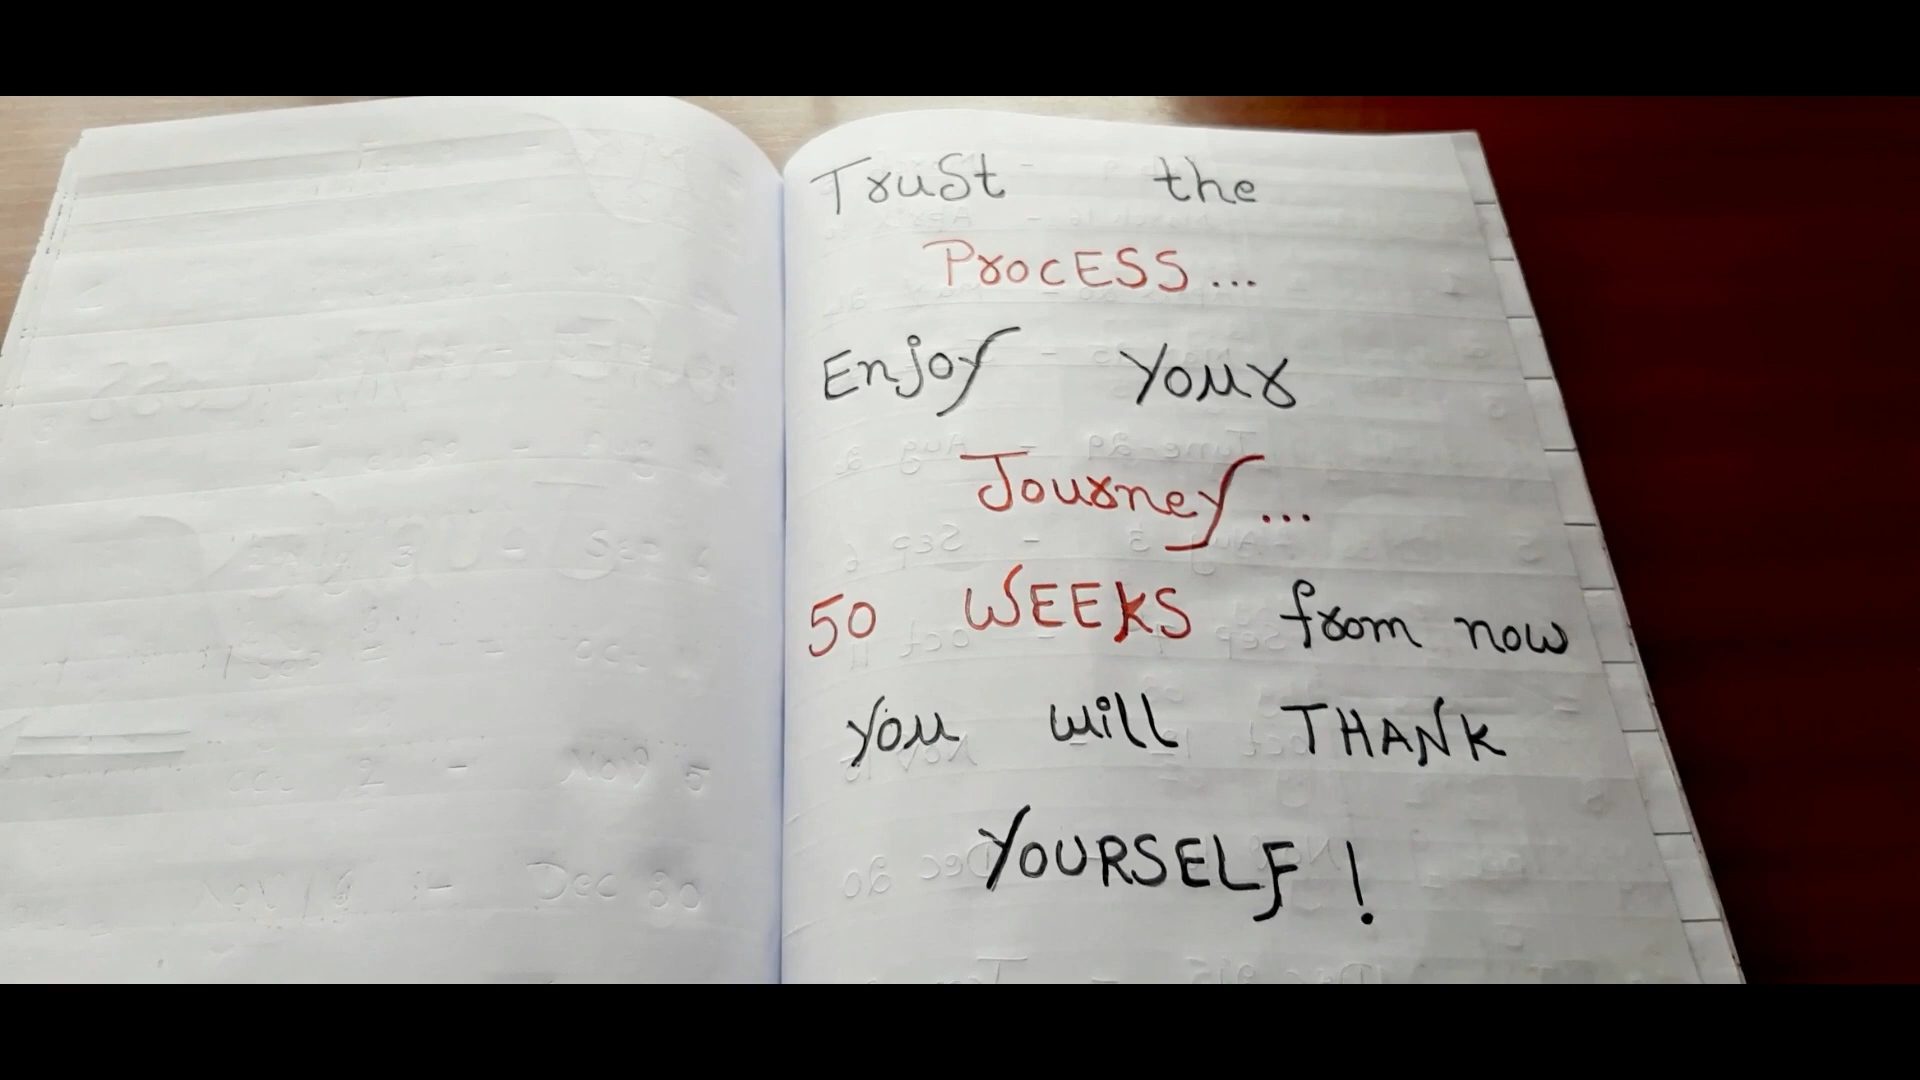 Trust the
ProcESS...
Enjoy your
Journey...
50 WEEKS from now
you will THANK
YOURSELF!